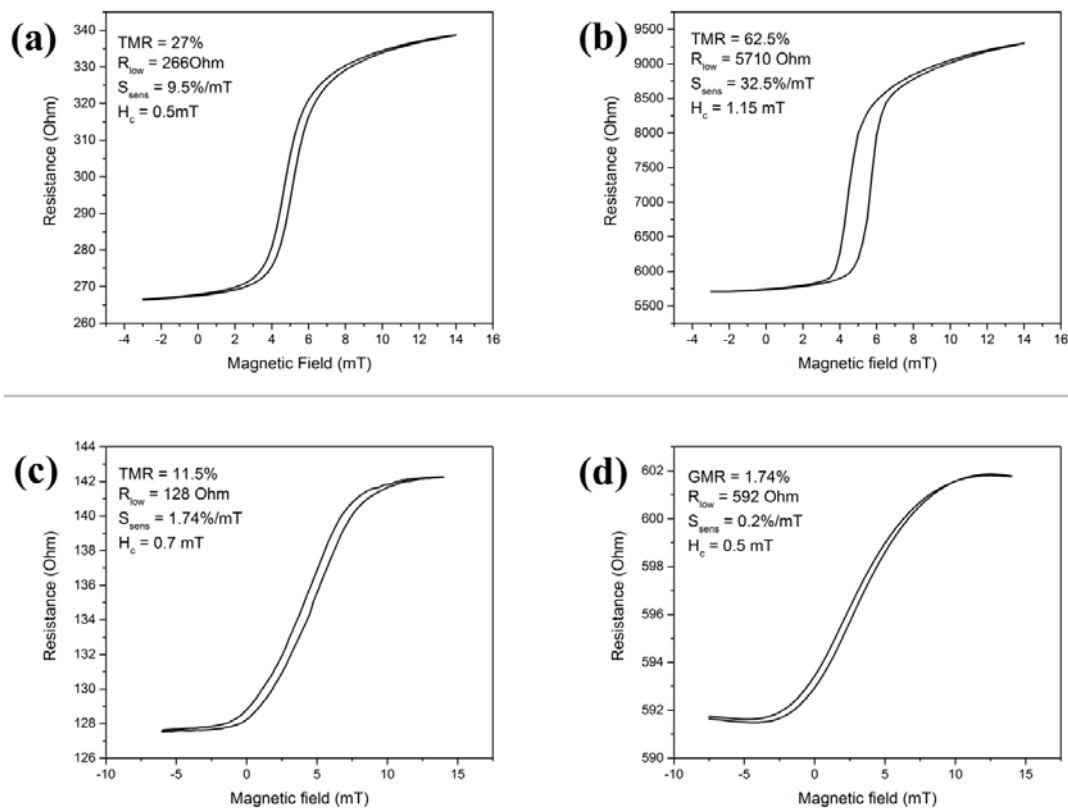 (a)
TMR = 27%
R_low = 266Ohm
S_sens = 9.5%/mT
H_c = 0.5mT
Resistance (Ohm)
340
330
320
310
300
290
280
270
260
-4 -2 0 2 4 6 8 10 12 14 16
Magnetic Field (mT)
(b)
TMR = 62.5%
R_low = 5710 Ohm
S_sens = 32.5%/mT
H_c = 1.15 mT
Resistance (Ohm)
9500
9000
8500
8000
7500
7000
6500
6000
5500
-4 -2 0 2 4 6 8 10 12 14 16
Magnetic field (mT)
(c)
TMR = 11.5%
R_low = 128 Ohm
S_sens = 1.74%/mT
H_c = 0.7 mT
Resistance (Ohm)
144
142
140
138
136
134
132
130
128
126
-10 -5 0 5 10 15
Magnetic field (mT)
(d)
GMR = 1.74%
R_low = 592 Ohm
S_sens = 0.2%/mT
H_c = 0.5 mT
Resistance (Ohm)
602
600
598
596
594
592
590
-10 -5 0 5 10 15
Magnetic field (mT)